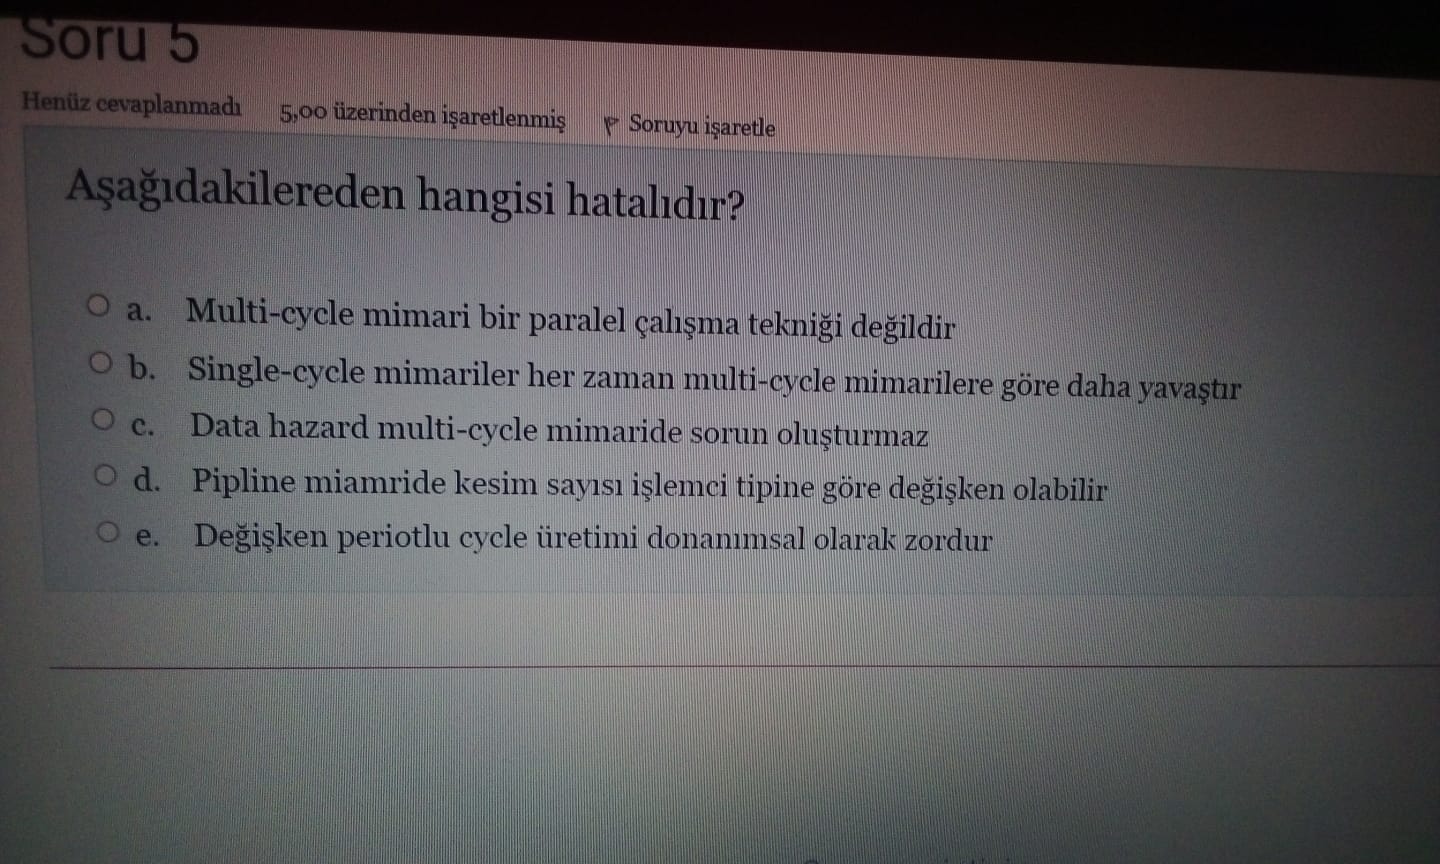 Soru 5
Henüz cevaplanmadı 5,00 üzerinden işaretlenmiş Soruyu işaretle
Aşağıdakilereden hangisi hatalıdır?
a. Multi-cycle mimari bir paralel çalışma tekniği değildir
b. Single-cycle mimariler her zaman multi-cycle mimarilere göre daha yavaştır
c. Data hazard multi-cycle mimaride sorun oluşturmaz
d. Pipline miamride kesim sayısı işlemci tipine göre değişken olabilir
e. Değişken periotlu cycle üretimi donanımsal olarak zordur